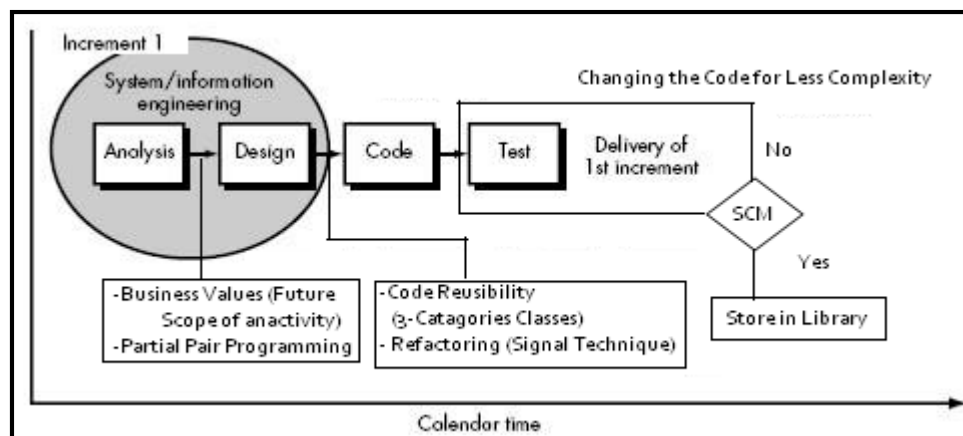 Increment 1
System/information
engineering
Changing the Code for Less Complexity
Analysis
Design
Code
Test
Delivery of
1st increment
No
SCM
Yes
-Business Values (Future
Scope of anactivity)
-Partial Pair Programming
-Code Reusibility
(3-Catagories Classes)
- Refactoring (Signal Technique)
Store in Library
Calendor time